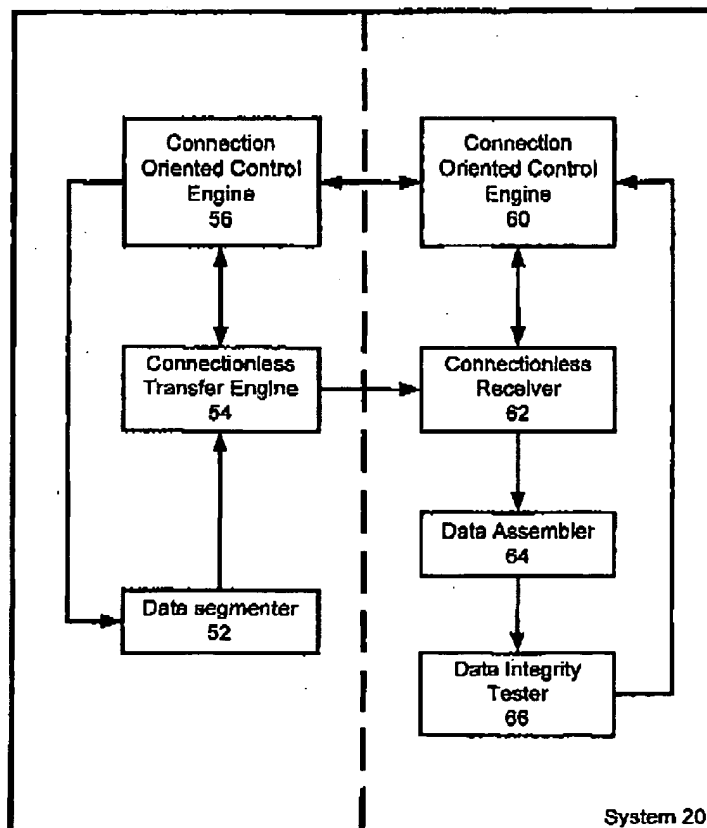 Connection
Oriented Control
Engine
56
Connection
Oriented Control
Engine
60
Connectionless
Transfer Engine
54
Connectionless
Receiver
62
Data Assembler
64
Data segmenter
52
Data Integrity
Tester
66
System 20